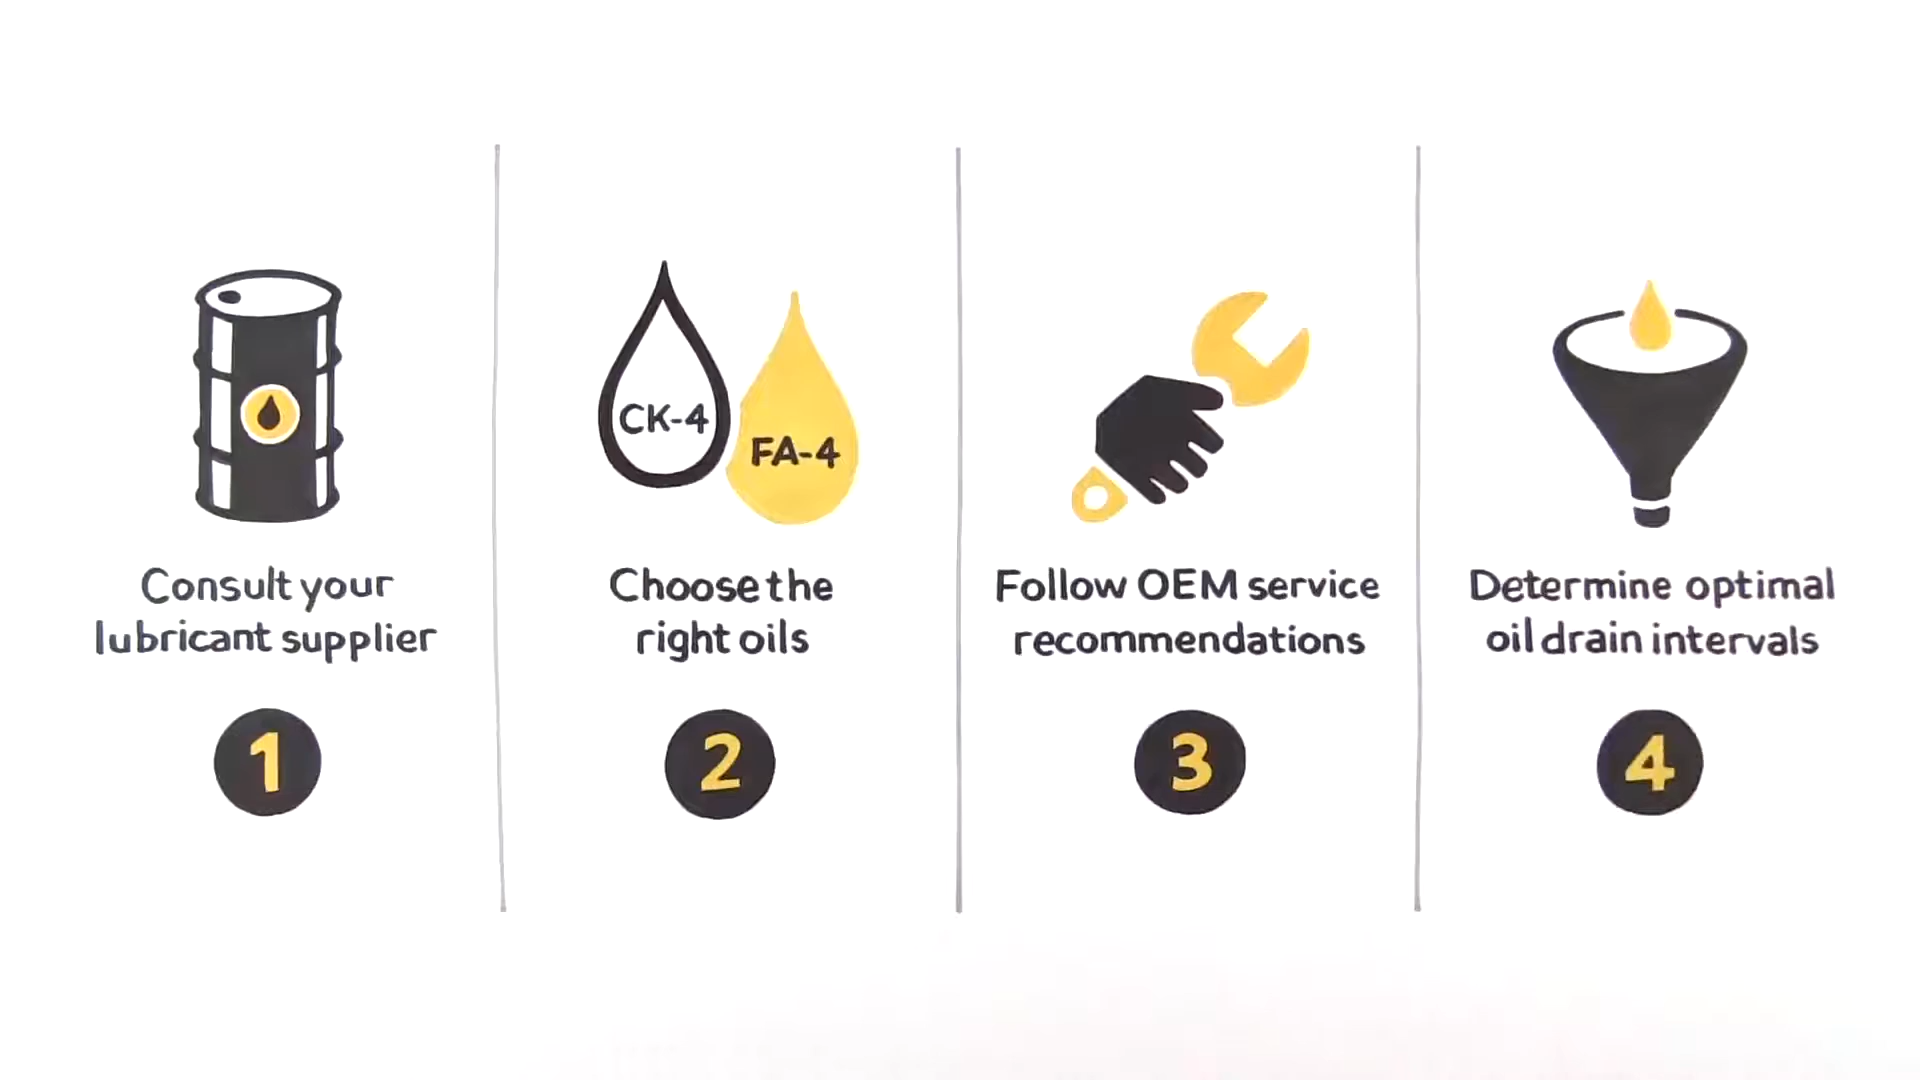 Consult your
lubricant supplier
1
CK-4
FA-4
Choose the
right oils
2
Follow OEM service
recommendations
3
Determine optimal
oil drain intervals
4